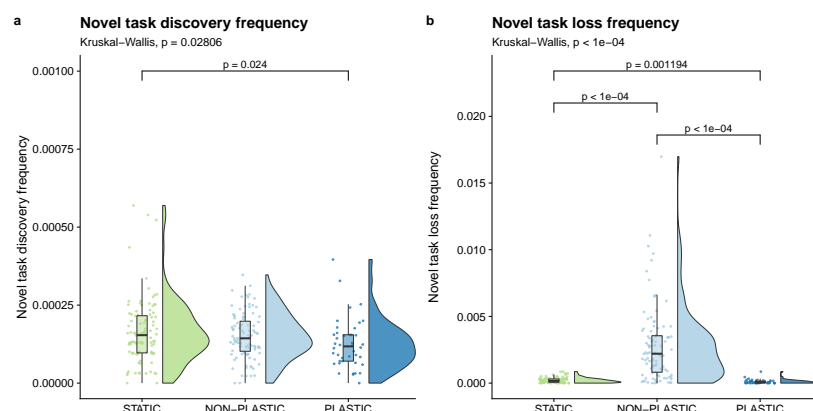 a
Novel task discovery frequency
Kruskal−Wallis, p = 0.02806
Novel task discovery frequency
0.00100
0.00075
0.00050
0.00025
0.00000
p = 0.024
STATIC
NON−PLASTIC
PLASTIC
b
Novel task loss frequency
Kruskal−Wallis, p < 1e−04
Novel task loss frequency
0.020
0.015
0.010
0.005
0.000
p = 0.001194
p < 1e−04
p < 1e−04
STATIC
NON−PLASTIC
PLASTIC